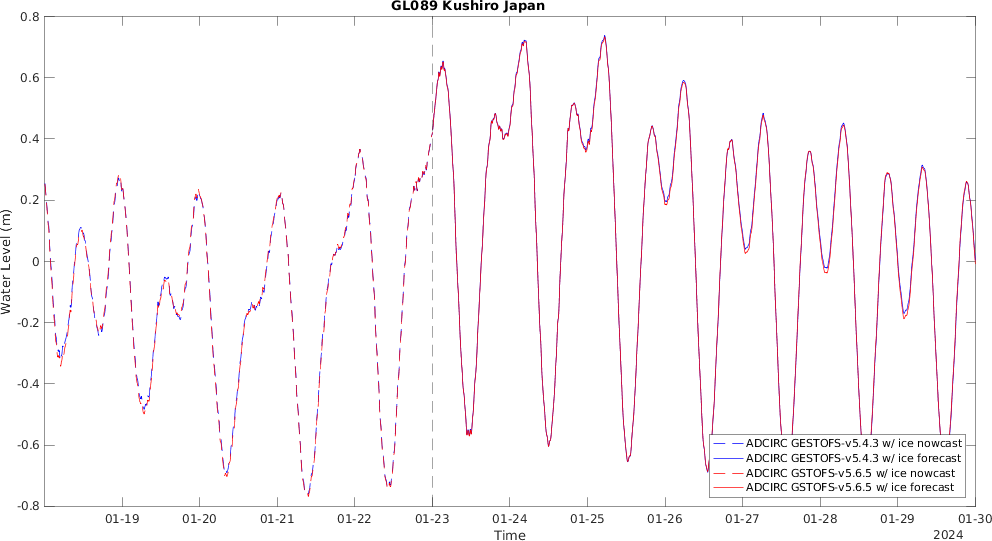 GL089 Kushiro Japan
0.8
0.6
0.4
0.2
0
-0.2
-0.4
-0.6
-0.8
Water Level (m)
ADCIRC GESTOFS-v5.4.3 w/ ice nowcast
ADCIRC GESTOFS-v5.4.3 w/ ice forecast
ADCIRC GSTOFS-v5.6.5 w/ ice nowcast
ADCIRC GSTOFS-v5.6.5 w/ ice forecast
01-19 01-20 01-21 01-22 01-23 01-24 01-25 01-26 01-27 01-28 01-29 01-30
Time
2024